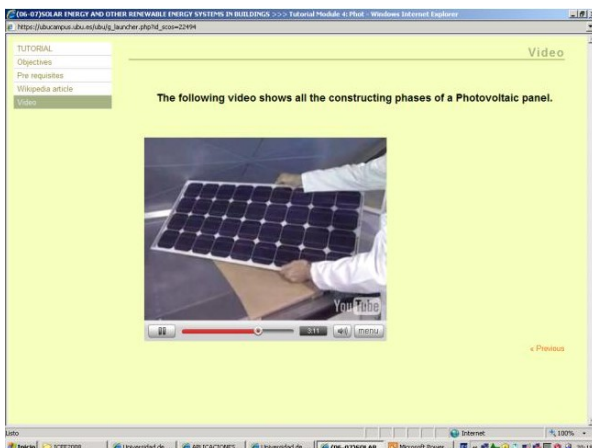 (06-07)SOLAR ENERGY AND OTHER RENEWABLE ENERGY SYSTEMS IN BUILDINGS >>> Tutorial Module 4: Phot - Windows Internet Explorer
https://ubucampus.ubu.es/ubu/g_launcher.php?id_scos=22494
TUTORIAL
Objectives
Pre requisites
Wikipedia article
Video
Video
The following video shows all the constructing phases of a Photovoltaic panel.
YouTube
3:11
menu
« Previous
Listo
Internet
100%
Inicio
ICEE2008
Universidad de
APLICACIONES
Universidad de
(06-07)SOLAR
Microsoft Power